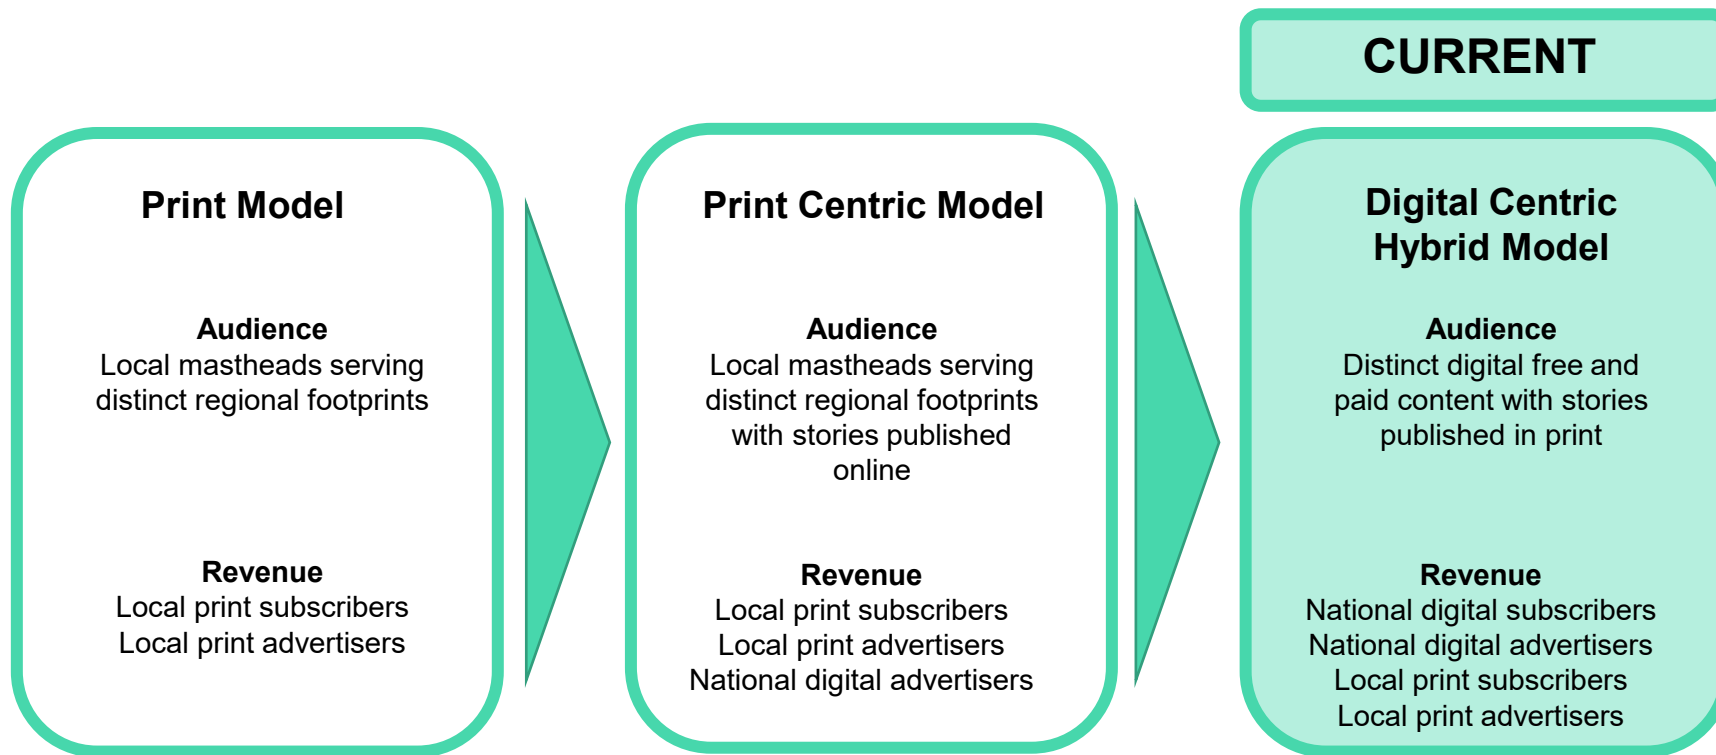 CURRENT
Print Model
Audience
Local mastheads serving
distinct regional footprints
Revenue
Local print subscribers
Local print advertisers
Print Centric Model
Audience
Local mastheads serving
distinct regional footprints
with stories published
online
Revenue
Local print subscribers
Local print advertisers
National digital advertisers
Digital Centric
Hybrid Model
Audience
Distinct digital free and
paid content with stories
published in print
Revenue
National digital subscribers
National digital advertisers
Local print subscribers
Local print advertisers